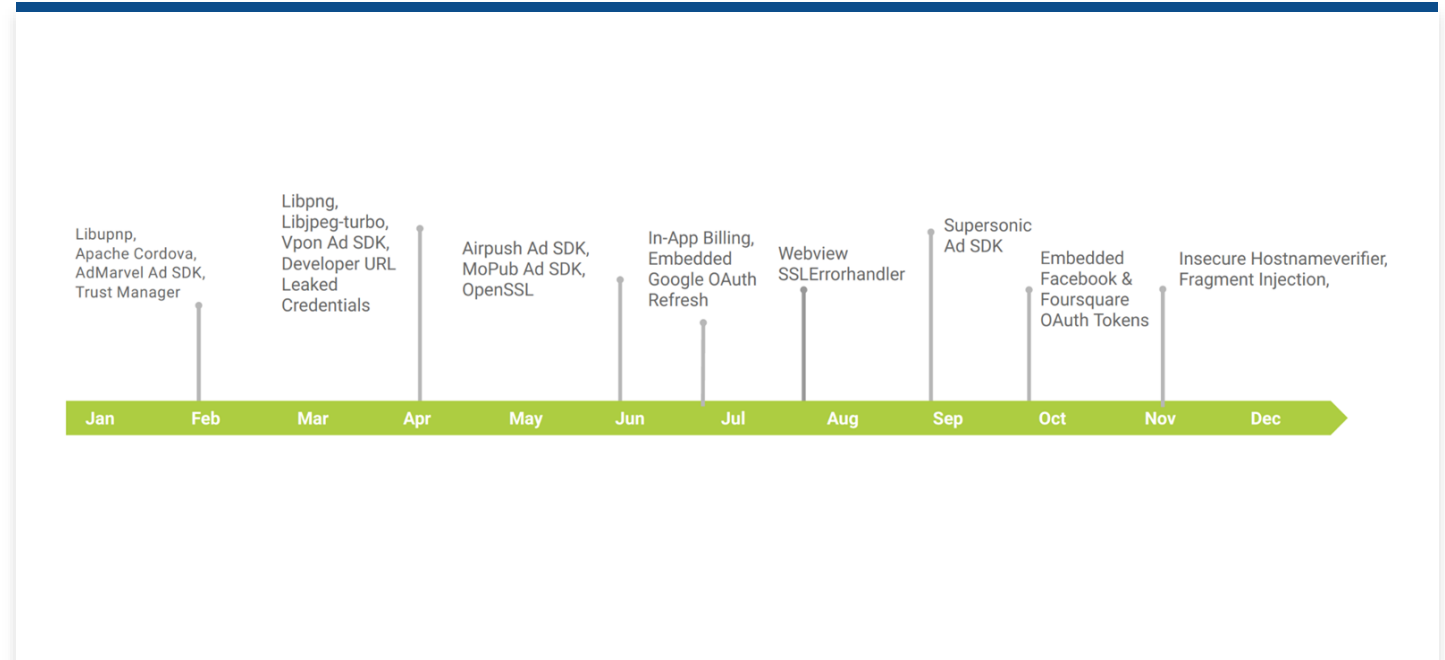 Libupnp,
Apache Cordova,
AdMarvel Ad SDK,
Trust Manager
Libpng,
Libjpeg-turbo,
Vpon Ad SDK,
Developer URL
Leaked
Credentials
Airpush Ad SDK,
MoPub Ad SDK,
OpenSSL
In-App Billing,
Embedded
Google OAuth
Refresh
Webview
SSLErrorhandler
Supersonic
Ad SDK
Embedded
Facebook &
Foursquare
OAuth Tokens
Insecure Hostnameverifier,
Fragment Injection,
Jan Feb Mar Apr May Jun Jul Aug Sep Oct Nov Dec